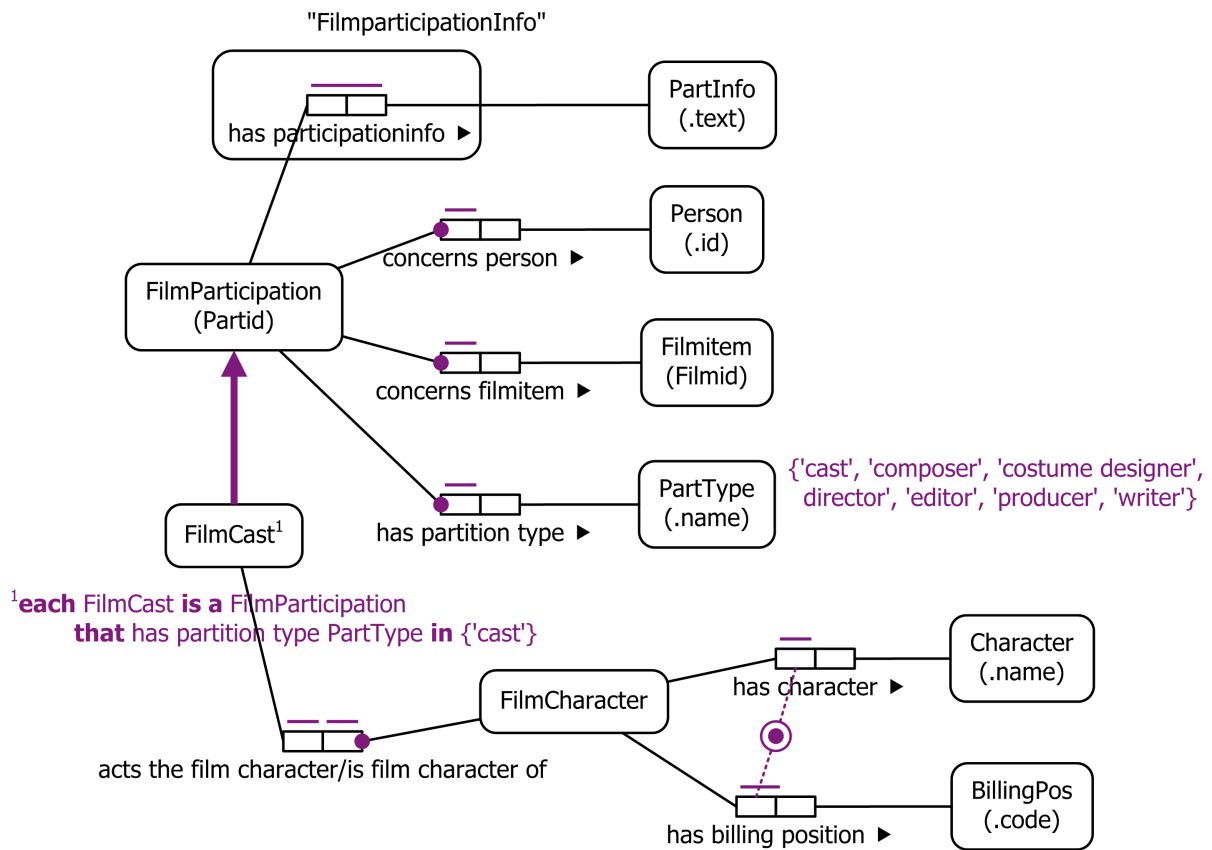 "FilmparticipationInfo"
has participationinfo ▶
PartInfo
(.text)
Person
(.id)
concerns person ▶
FilmParticipation
(Partid)
Filmitem
(Filmid)
concerns filmitem ▶
{'cast', 'composer', 'costume designer',
director', 'editor', 'producer', 'writer'}
PartType
(.name)
has partition type ▶
FilmCast¹
¹each FilmCast is a FilmParticipation
that has partition type PartType in {'cast'}
Character
(.name)
has character ▶
FilmCharacter
acts the film character/is film character of
BillingPos
(.code)
has billing position ▶